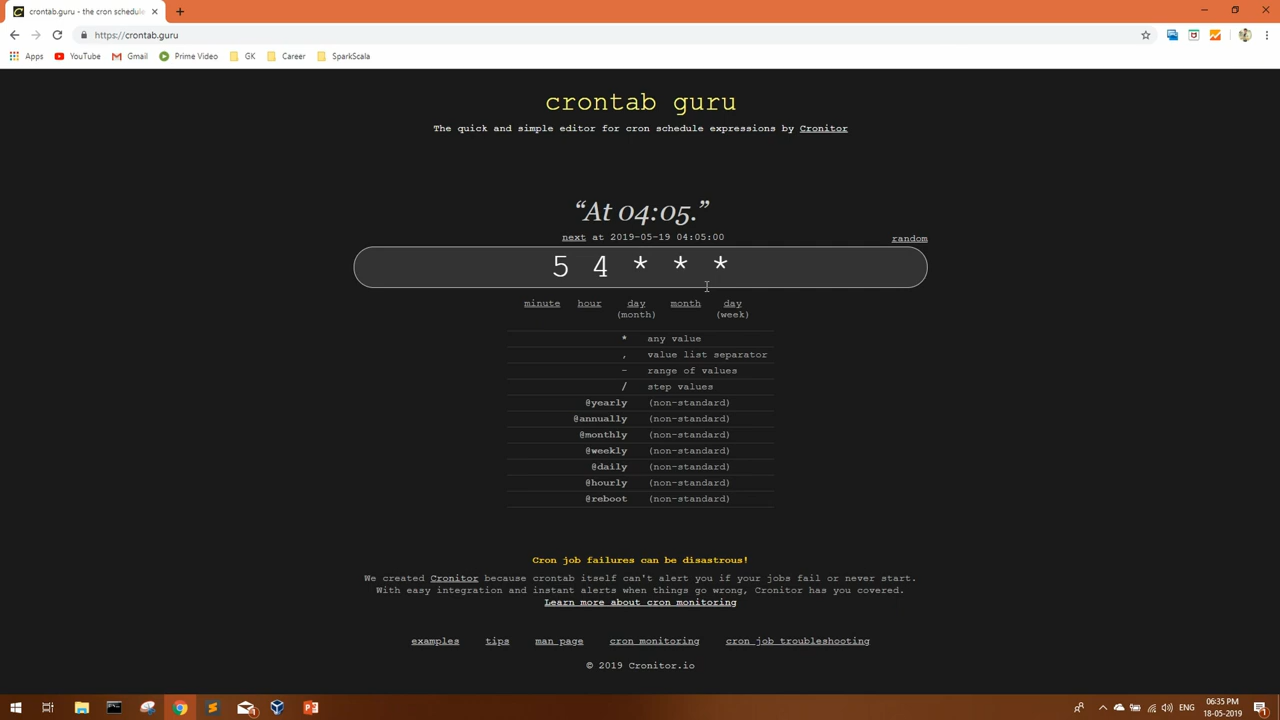 crontab.guru - the cron schedule
https://crontab.guru
Apps YouTube Gmail Prime Video GK Career SparkScala
crontab guru
The quick and simple editor for cron schedule expressions by Cronitor
“At 04:05.”
next at 2019-05-19 04:05:00
random
5 4 * * *
minute hour day (month) month day (week)
* any value
, value list separator
- range of values
/ step values
@yearly (non-standard)
@annually (non-standard)
@monthly (non-standard)
@weekly (non-standard)
@daily (non-standard)
@hourly (non-standard)
@reboot (non-standard)
Cron job failures can be disastrous!
We created Cronitor because crontab itself can't alert you if your jobs fail or never start.
With easy integration and instant alerts when things go wrong, Cronitor has you covered.
Learn more about cron monitoring
examples tips man page cron monitoring cron job troubleshooting
© 2019 Cronitor.io
ENG
06:35 PM
18-05-2019